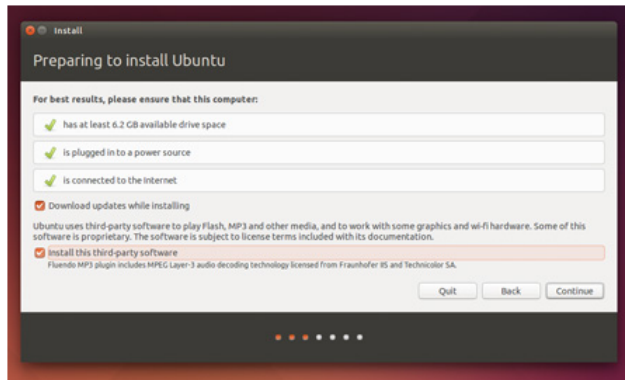 Install
Preparing to install Ubuntu
For best results, please ensure that this computer:
has at least 6.2 GB available drive space
is plugged in to a power source
is connected to the Internet
Download updates while installing
Ubuntu uses third-party software to play Flash, MP3 and other media, and to work with some graphics and wi-fi hardware. Some of this
software is proprietary. The software is subject to license terms included with its documentation.
Install this third-party software
Fluendo MP3 plugin includes MPEG Layer-3 audio decoding technology licensed from Fraunhofer IIS and Technicolor SA.
Quit Back Continue